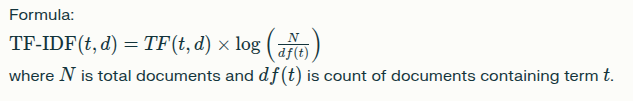 Formula:
TF-IDF(t, d) = TF(t, d) × log (N / df(t))
where N is total documents and df(t) is count of documents containing term t.